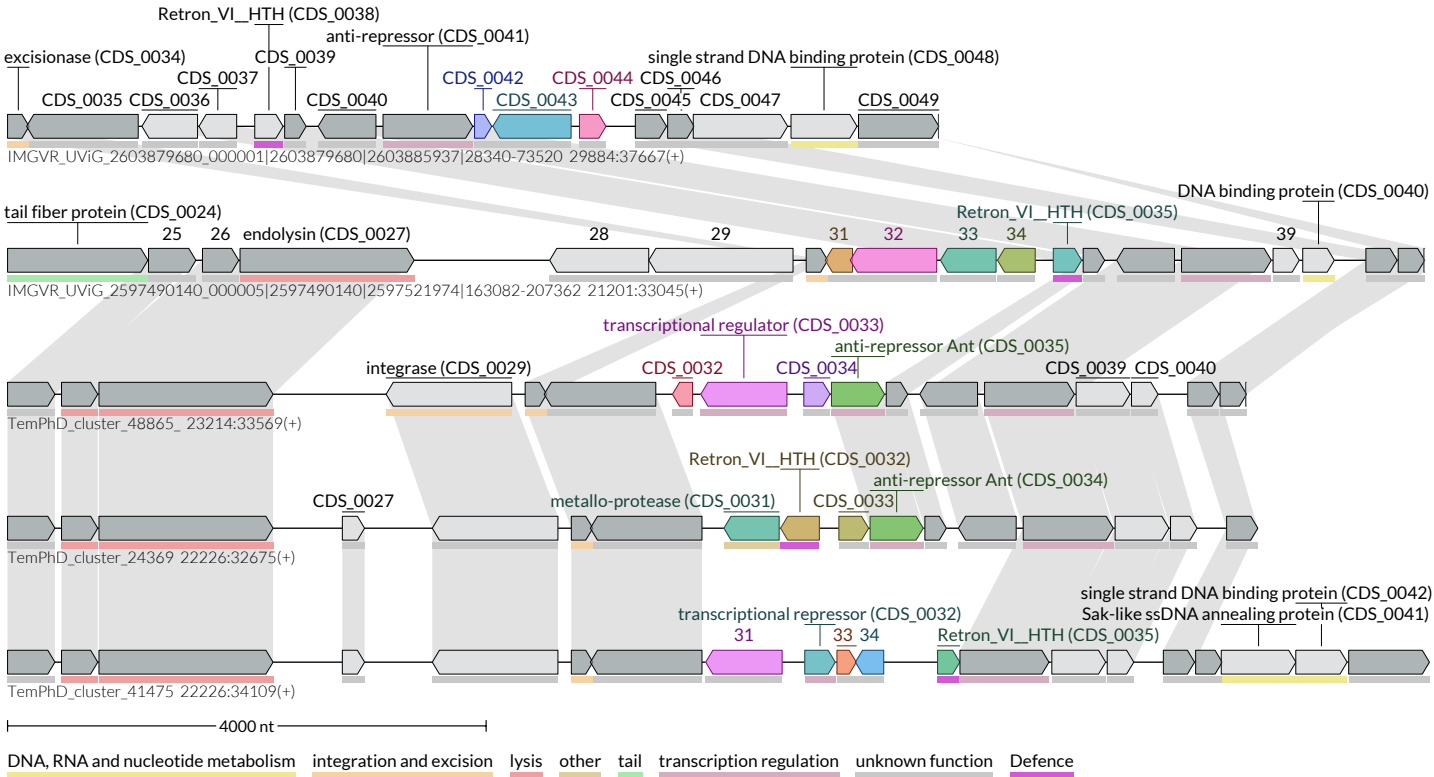 Retron_VI__HTH (CDS_0038)
anti-repressor (CDS_0041)
excisionase (CDS_0034)
CDS_0039
single strand DNA binding protein (CDS_0048)
CDS_0037
CDS_0042
CDS_0044
CDS_0046
CDS_0035
CDS_0036
CDS_0040
CDS_0043
CDS_0045
CDS_0047
CDS_0049
IMGVR_UViG_2603879680_000001|2603879680|2603885937|28340-73520 29884:37667(+)
DNA binding protein (CDS_0040)
tail fiber protein (CDS_0024)
Retron_VI__HTH (CDS_0035)
25
26
endolysin (CDS_0027)
28
29
31
32
33
34
39
IMGVR_UViG_2597490140_000005|2597490140|2597521974|163082-207362 21201:33045(+)
transcriptional regulator (CDS_0033)
anti-repressor Ant (CDS_0035)
integrase (CDS_0029)
CDS_0032
CDS_0034
CDS_0039
CDS_0040
TemPhD_cluster_48865_ 23214:33569(+)
Retron_VI__HTH (CDS_0032)
anti-repressor Ant (CDS_0034)
CDS_0027
metallo-protease (CDS_0031)
CDS_0033
TemPhD_cluster_24369 22226:32675(+)
single strand DNA binding protein (CDS_0042)
transcriptional repressor (CDS_0032)
Sak-like ssDNA annealing protein (CDS_0041)
31
33
34
Retron_VI__HTH (CDS_0035)
TemPhD_cluster_41475 22226:34109(+)
4000 nt
DNA, RNA and nucleotide metabolism
integration and excision
lysis
other
tail
transcription regulation
unknown function
Defence